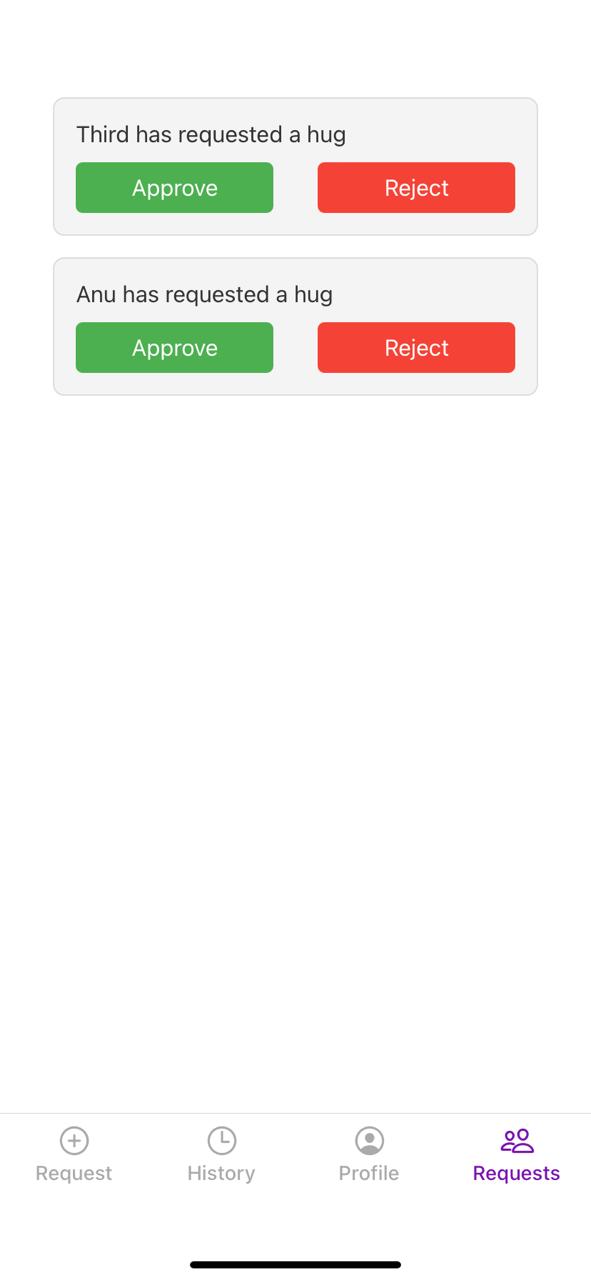 Third has requested a hug
Approve Reject
Anu has requested a hug
Approve Reject
Request History Profile Requests